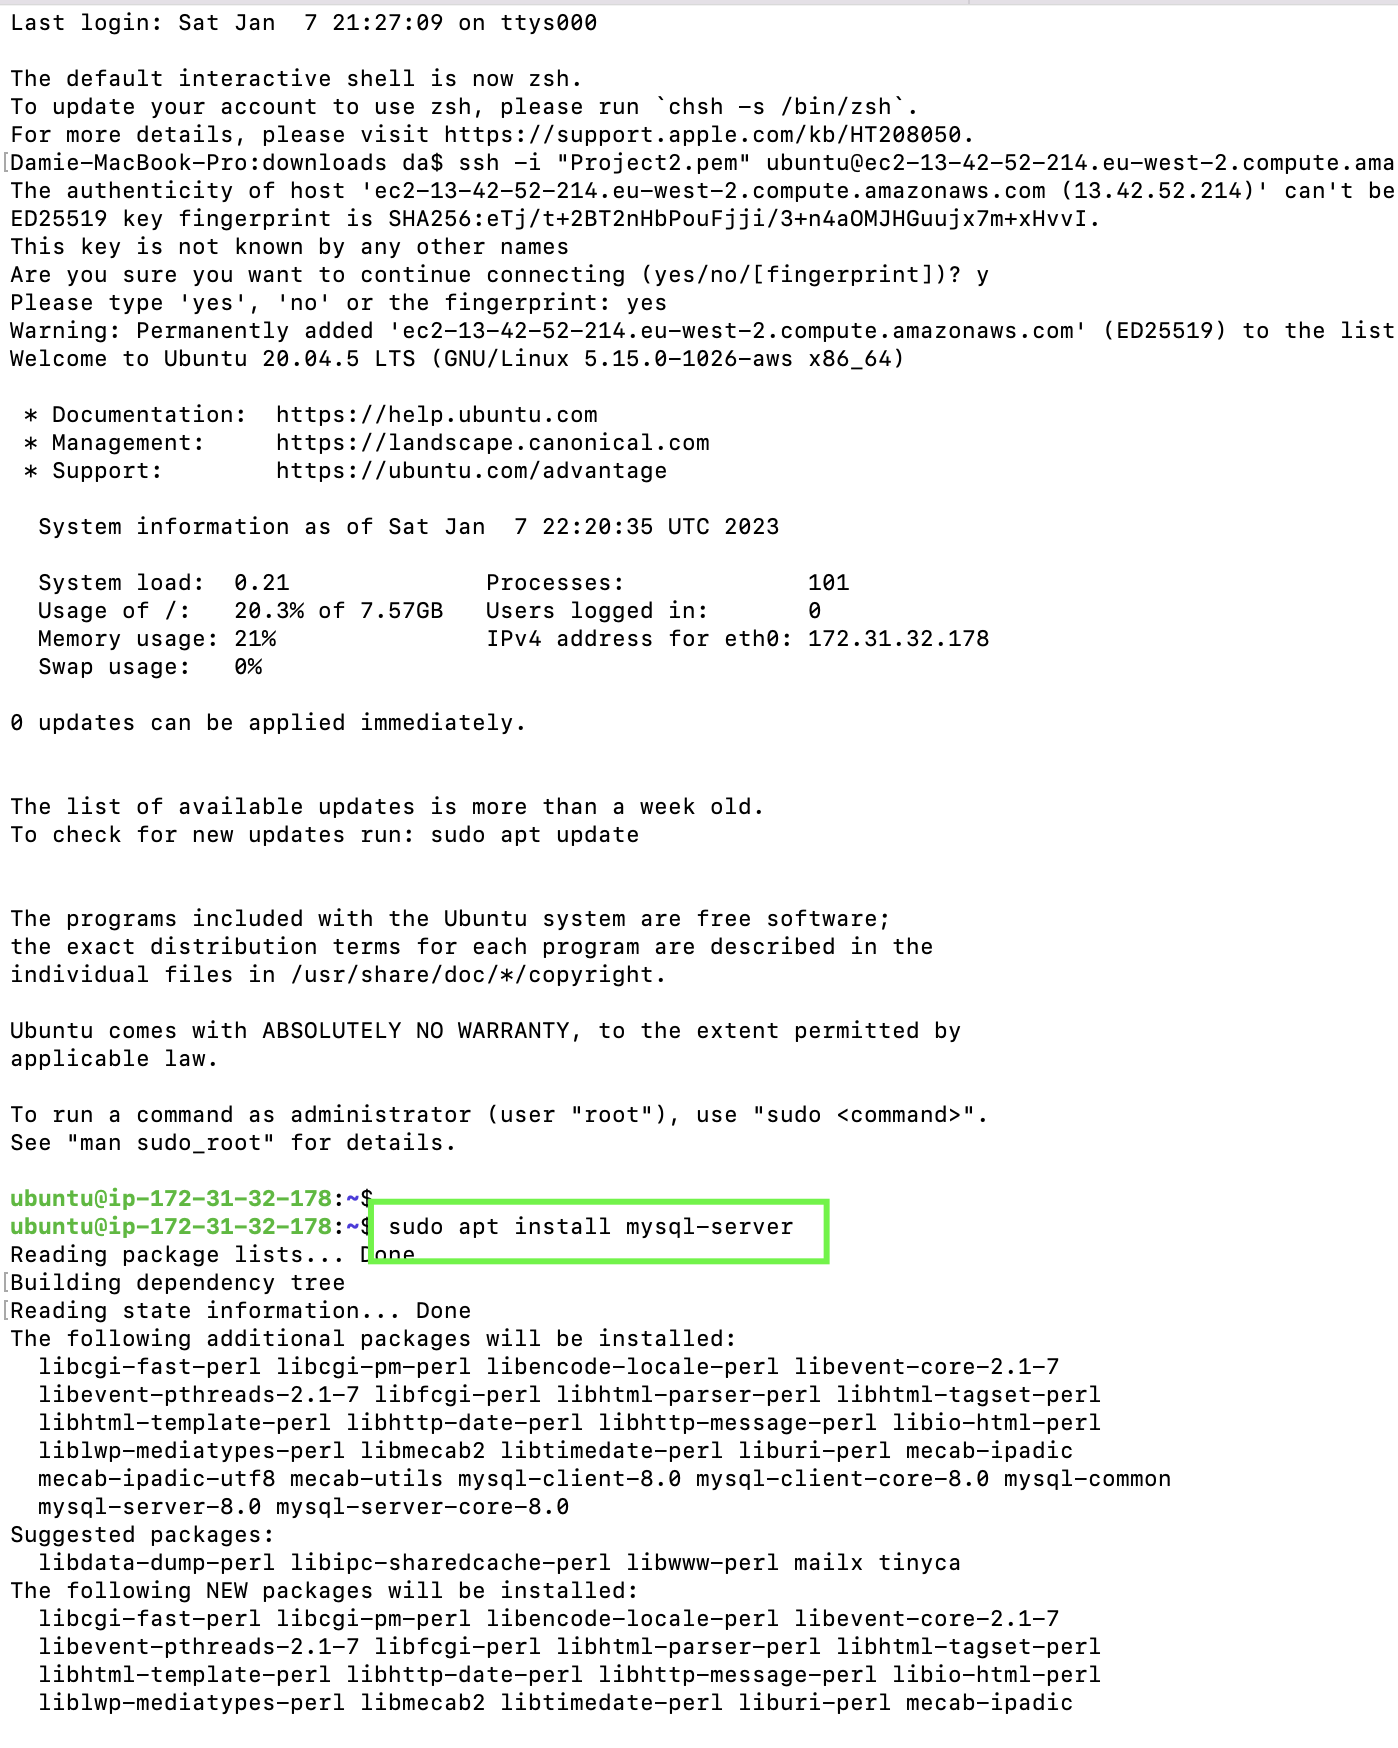 Last login: Sat Jan  7 21:27:09 on ttys000
The default interactive shell is now zsh.
To update your account to use zsh, please run `chsh -s /bin/zsh`.
For more details, please visit https://support.apple.com/kb/HT208050.
[Damie-MacBook-Pro:downloads da$ ssh -i "Project2.pem" ubuntu@ec2-13-42-52-214.eu-west-2.compute.ama
The authenticity of host 'ec2-13-42-52-214.eu-west-2.compute.amazonaws.com (13.42.52.214)' can't be
ED25519 key fingerprint is SHA256:eTj/t+2BT2nHbPouFjji/3+n4aOMJHGuujx7m+xHvvI.
This key is not known by any other names
Are you sure you want to continue connecting (yes/no/[fingerprint])? y
Please type 'yes', 'no' or the fingerprint: yes
Warning: Permanently added 'ec2-13-42-52-214.eu-west-2.compute.amazonaws.com' (ED25519) to the list
Welcome to Ubuntu 20.04.5 LTS (GNU/Linux 5.15.0-1026-aws x86_64)
 * Documentation:  https://help.ubuntu.com
 * Management:     https://landscape.canonical.com
 * Support:        https://ubuntu.com/advantage
  System information as of Sat Jan  7 22:20:35 UTC 2023
  System load:  0.21              Processes:             101
  Usage of /:   20.3% of 7.57GB   Users logged in:       0
  Memory usage: 21%               IPv4 address for eth0: 172.31.32.178
  Swap usage:   0%
0 updates can be applied immediately.
The list of available updates is more than a week old.
To check for new updates run: sudo apt update
The programs included with the Ubuntu system are free software;
the exact distribution terms for each program are described in the
individual files in /usr/share/doc/*/copyright.
Ubuntu comes with ABSOLUTELY NO WARRANTY, to the extent permitted by
applicable law.
To run a command as administrator (user "root"), use "sudo <command>".
See "man sudo_root" for details.
ubuntu@ip-172-31-32-178:~$
ubuntu@ip-172-31-32-178:~$ sudo apt install mysql-server
Reading package lists... Done
[Building dependency tree
[Reading state information... Done
The following additional packages will be installed:
  libcgi-fast-perl libcgi-pm-perl libencode-locale-perl libevent-core-2.1-7
  libevent-pthreads-2.1-7 libfcgi-perl libhtml-parser-perl libhtml-tagset-perl
  libhtml-template-perl libhttp-date-perl libhttp-message-perl libio-html-perl
  liblwp-mediatypes-perl libmecab2 libtimedate-perl liburi-perl mecab-ipadic
  mecab-ipadic-utf8 mecab-utils mysql-client-8.0 mysql-client-core-8.0 mysql-common
  mysql-server-8.0 mysql-server-core-8.0
Suggested packages:
  libdata-dump-perl libipc-sharedcache-perl libwww-perl mailx tinyca
The following NEW packages will be installed:
  libcgi-fast-perl libcgi-pm-perl libencode-locale-perl libevent-core-2.1-7
  libevent-pthreads-2.1-7 libfcgi-perl libhtml-parser-perl libhtml-tagset-perl
  libhtml-template-perl libhttp-date-perl libhttp-message-perl libio-html-perl
  liblwp-mediatypes-perl libmecab2 libtimedate-perl liburi-perl mecab-ipadic